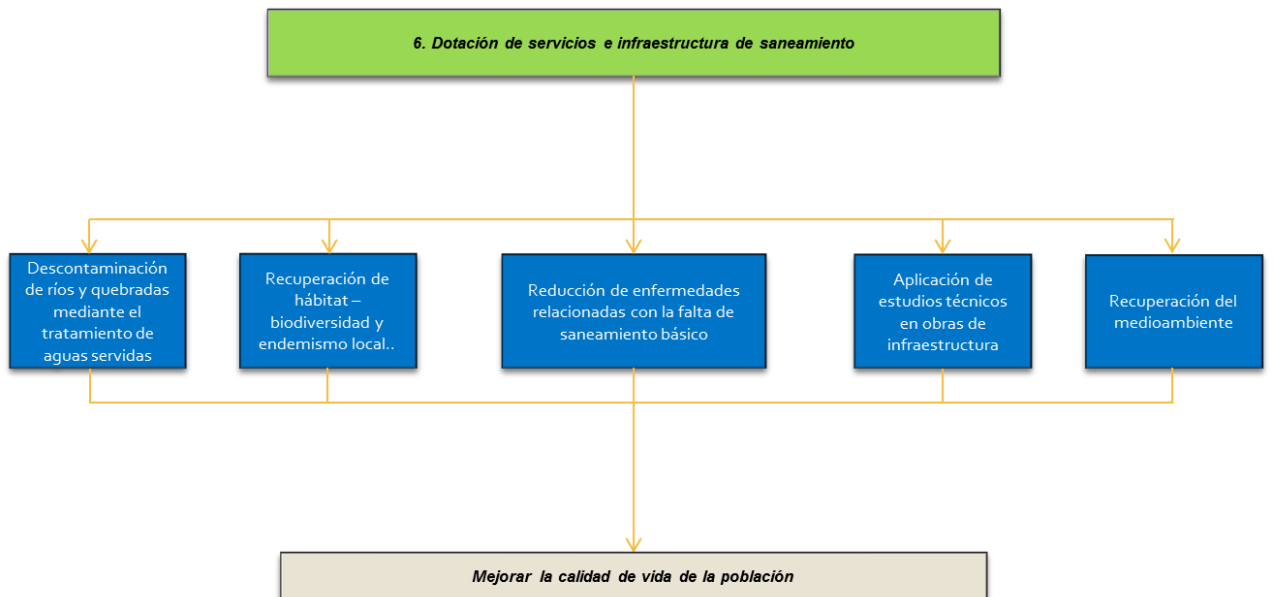 6. Dotación de servicios e infraestructura de saneamiento
Descontaminación
de ríos y quebradas
mediante el
tratamiento de
aguas servidas
Recuperación de
hábitat –
biodiversidad y
endemismo local..
Reducción de enfermedades
relacionadas con la falta de
saneamiento básico
Aplicación de
estudios técnicos
en obras de
infraestructura
Recuperación del
medioambiente
Mejorar la calidad de vida de la población